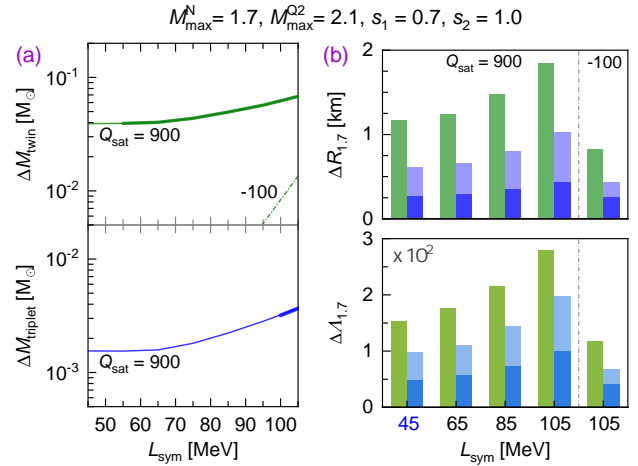 M^N_max = 1.7, M^Q2_max = 2.1, s_1 = 0.7, s_2 = 1.0
(a)
ΔM_twin [M_⊙]
10^-1
10^-2
Q_sat = 900
-100
ΔM_triplet [M_⊙]
10^-2
10^-3
Q_sat = 900
50 60 70 80 90 100
L_sym [MeV]
(b)
ΔR_1.7 [km]
2
1
0
Q_sat = 900
-100
ΔΛ_1.7
3
2
1
0
x 10^2
45 65 85 105 105
L_sym [MeV]